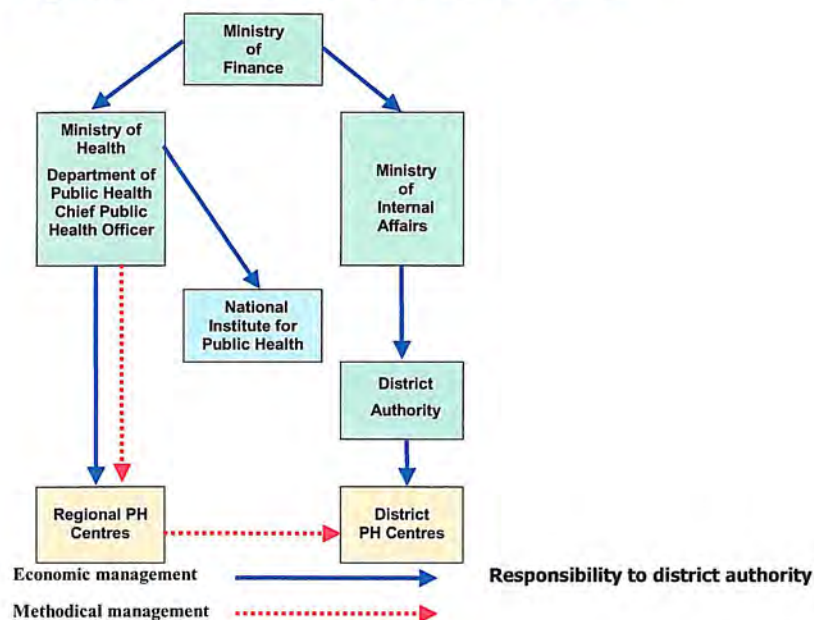 Ministry
of
Finance
Ministry of
Health
Department of
Public Health
Chief Public
Health Officer
Ministry
of
Internal
Affairs
National
Institute for
Public Health
District
Authority
Regional PH
Centres
District
PH Centres
Economic management
Responsibility to district authority
Methodical management